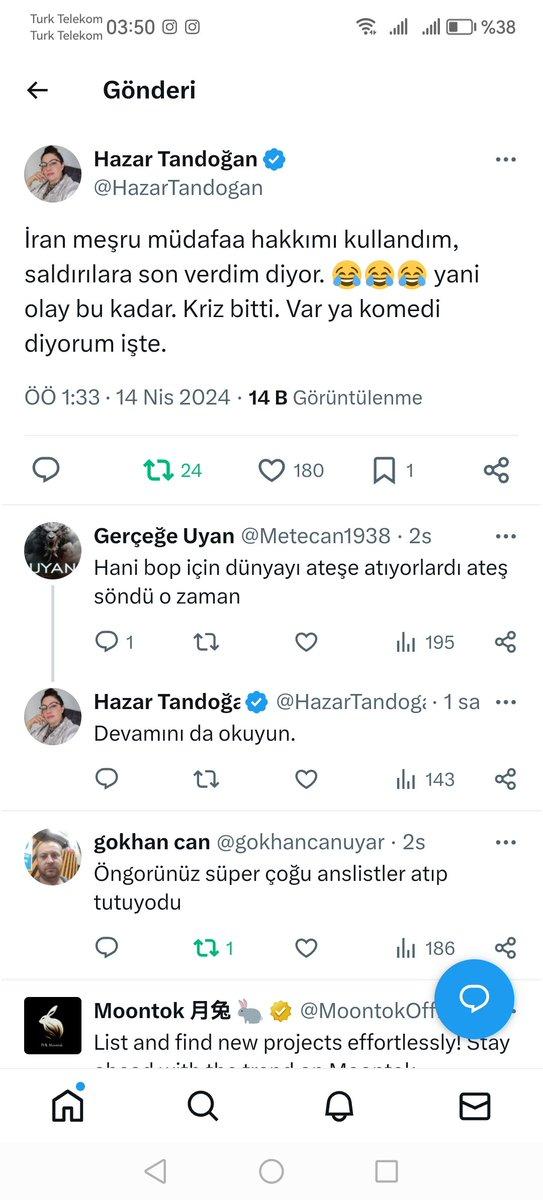 Turk Telekom
Turk Telekom
03:50
%38
Gönderi
Hazar Tandoğan
@HazarTandogan
İran meşru müdafaa hakkımı kullandım,
saldırılara son verdim diyor. 😂😂😂 yani
olay bu kadar. Kriz bitti. Var ya komedi
diyorum işte.
ÖÖ 1:33 · 14 Nis 2024 · 14 B Görüntülenme
24 180 1
Gerçeğe Uyan @Metecan1938 · 2s
UYAN
Hani bop için dünyayı ateşe atıyorlardı ateş
söndü o zaman
1 195
Hazar Tandoğa @HazarTandoga · 1 sa
Devamını da okuyun.
143
gokhan can @gokhancanuyar · 2s
Öngorünüz süper çoğu anslistler atıp
tutuyodu
1 186
Moontok 月兔 🐇 @MoontokOff
List and find new projects effortlessly! Stay
ahead with the trend on Moontok